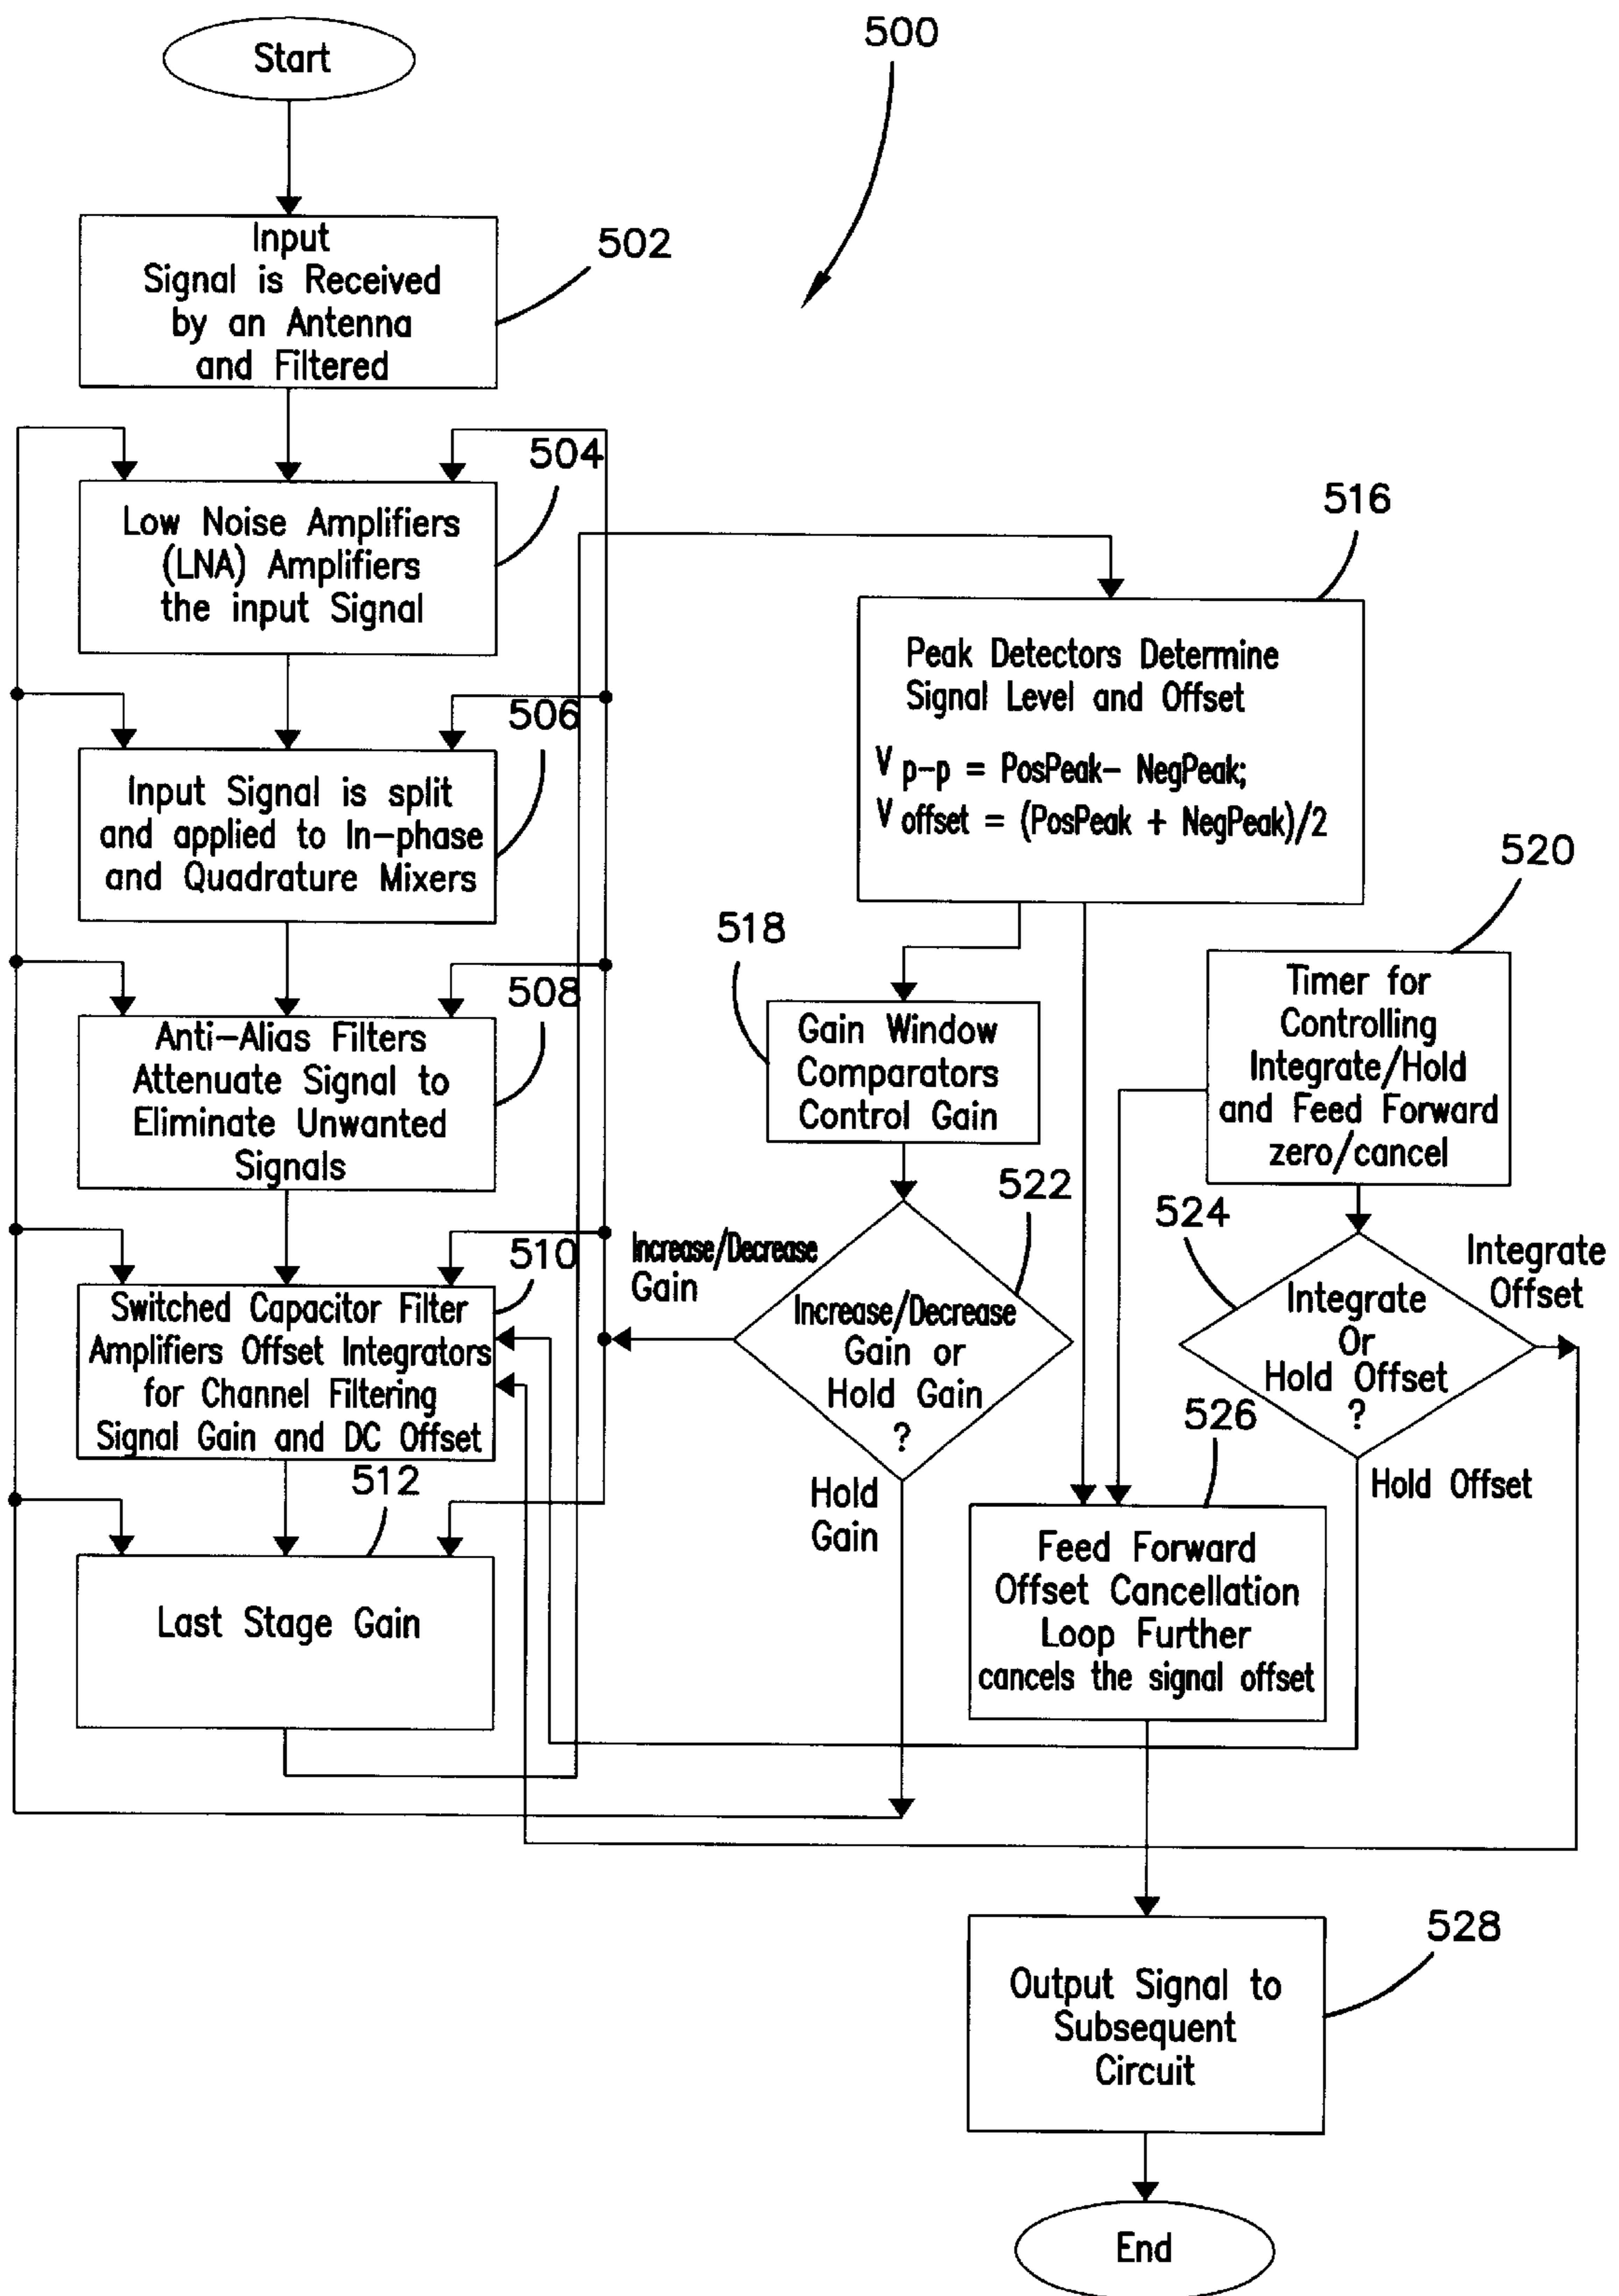 500
Start
502
Input
Signal is Received
by an Antenna
and Filtered
504
Low Noise Amplifiers
(LNA) Amplifiers
the input Signal
506
Input Signal is split
and applied to In-phase
and Quadrature Mixers
508
Anti-Alias Filters
Attenuate Signal to
Eliminate Unwanted
Signals
510
Switched Capacitor Filter
Amplifiers Offset Integrators
for Channel Filtering
Signal Gain and DC Offset
512
Last Stage Gain
516
Peak Detectors Determine
Signal Level and Offset
V p-p = PosPeak- NegPeak;
V offset = (PosPeak + NegPeak)/2
518
Gain Window
Comparators
Control Gain
520
Timer for
Controlling
Integrate/Hold
and Feed Forward
zero/cancel
522
Increase/Decrease
Gain or
Hold Gain
?
Increase/Decrease
Gain
Hold
Gain
524
Integrate
Or
Hold Offset
?
Integrate
Offset
Hold Offset
526
Feed Forward
Offset Cancellation
Loop Further
cancels the signal offset
528
Output Signal to
Subsequent
Circuit
End